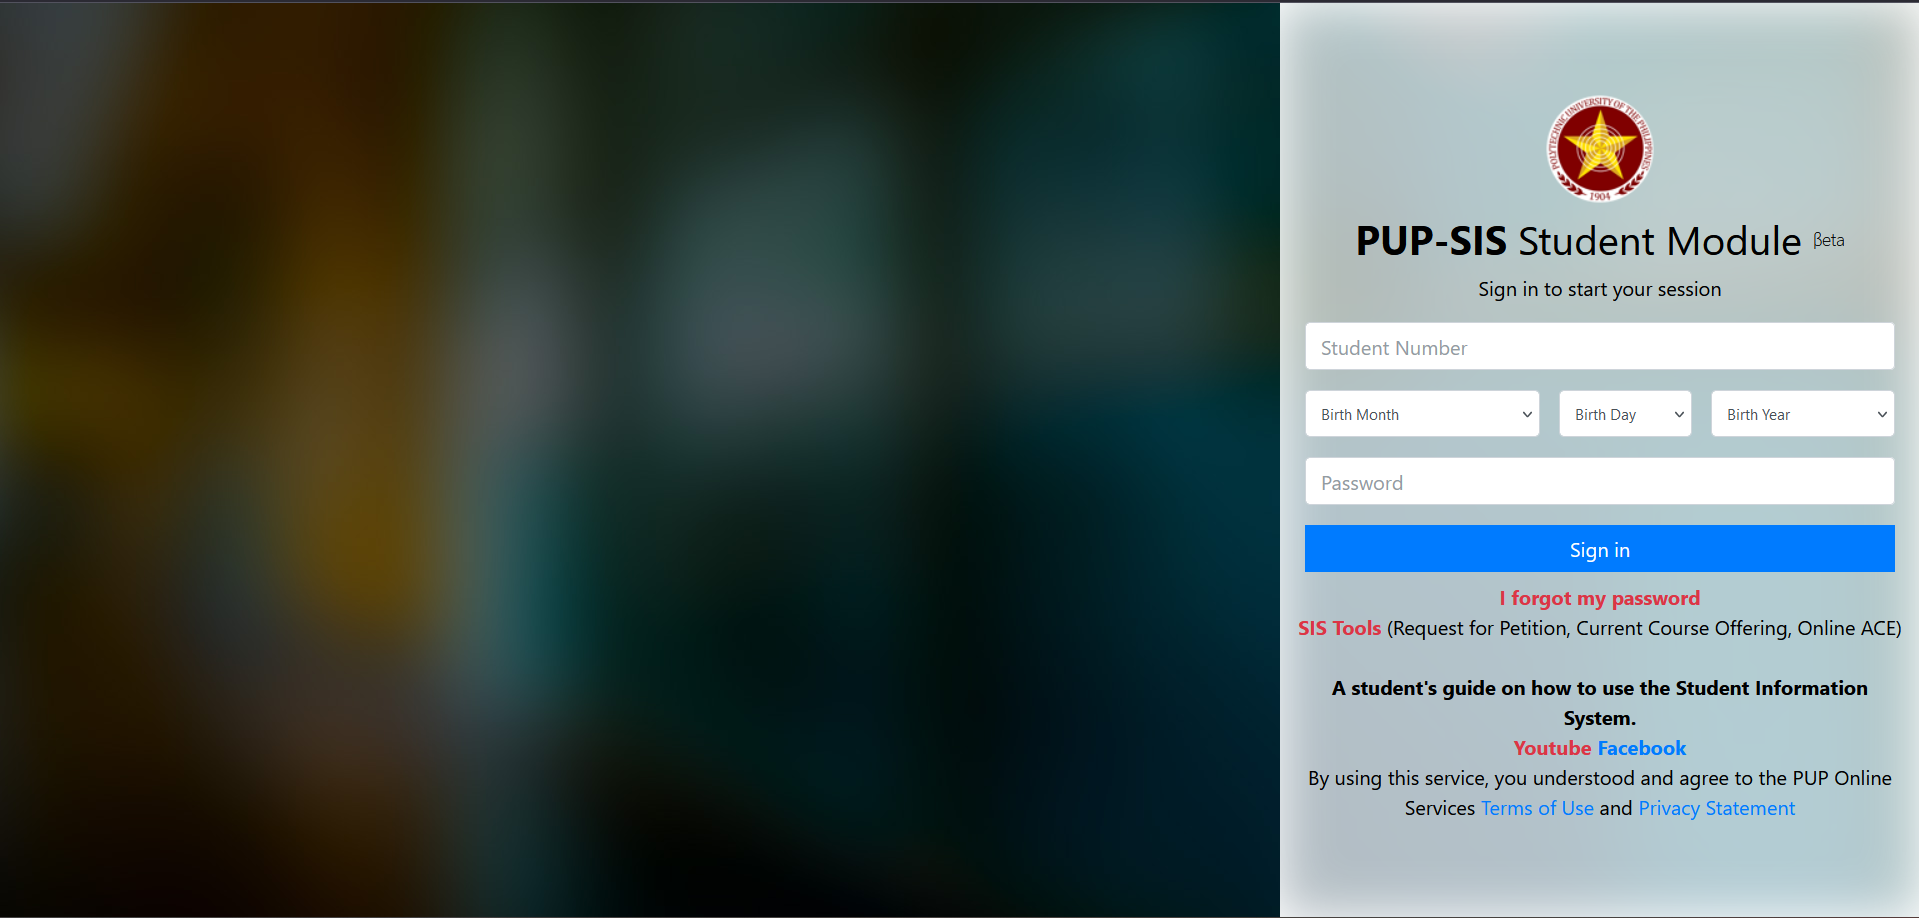 POLYTECHNIC UNIVERSITY OF THE PHILIPPINES
1904
PUP-SIS Student Module βeta
Sign in to start your session
Student Number
Birth Month Birth Day Birth Year
Password
Sign in
I forgot my password
SIS Tools (Request for Petition, Current Course Offering, Online ACE)
A student's guide on how to use the Student Information
System.
Youtube Facebook
By using this service, you understood and agree to the PUP Online
Services Terms of Use and Privacy Statement